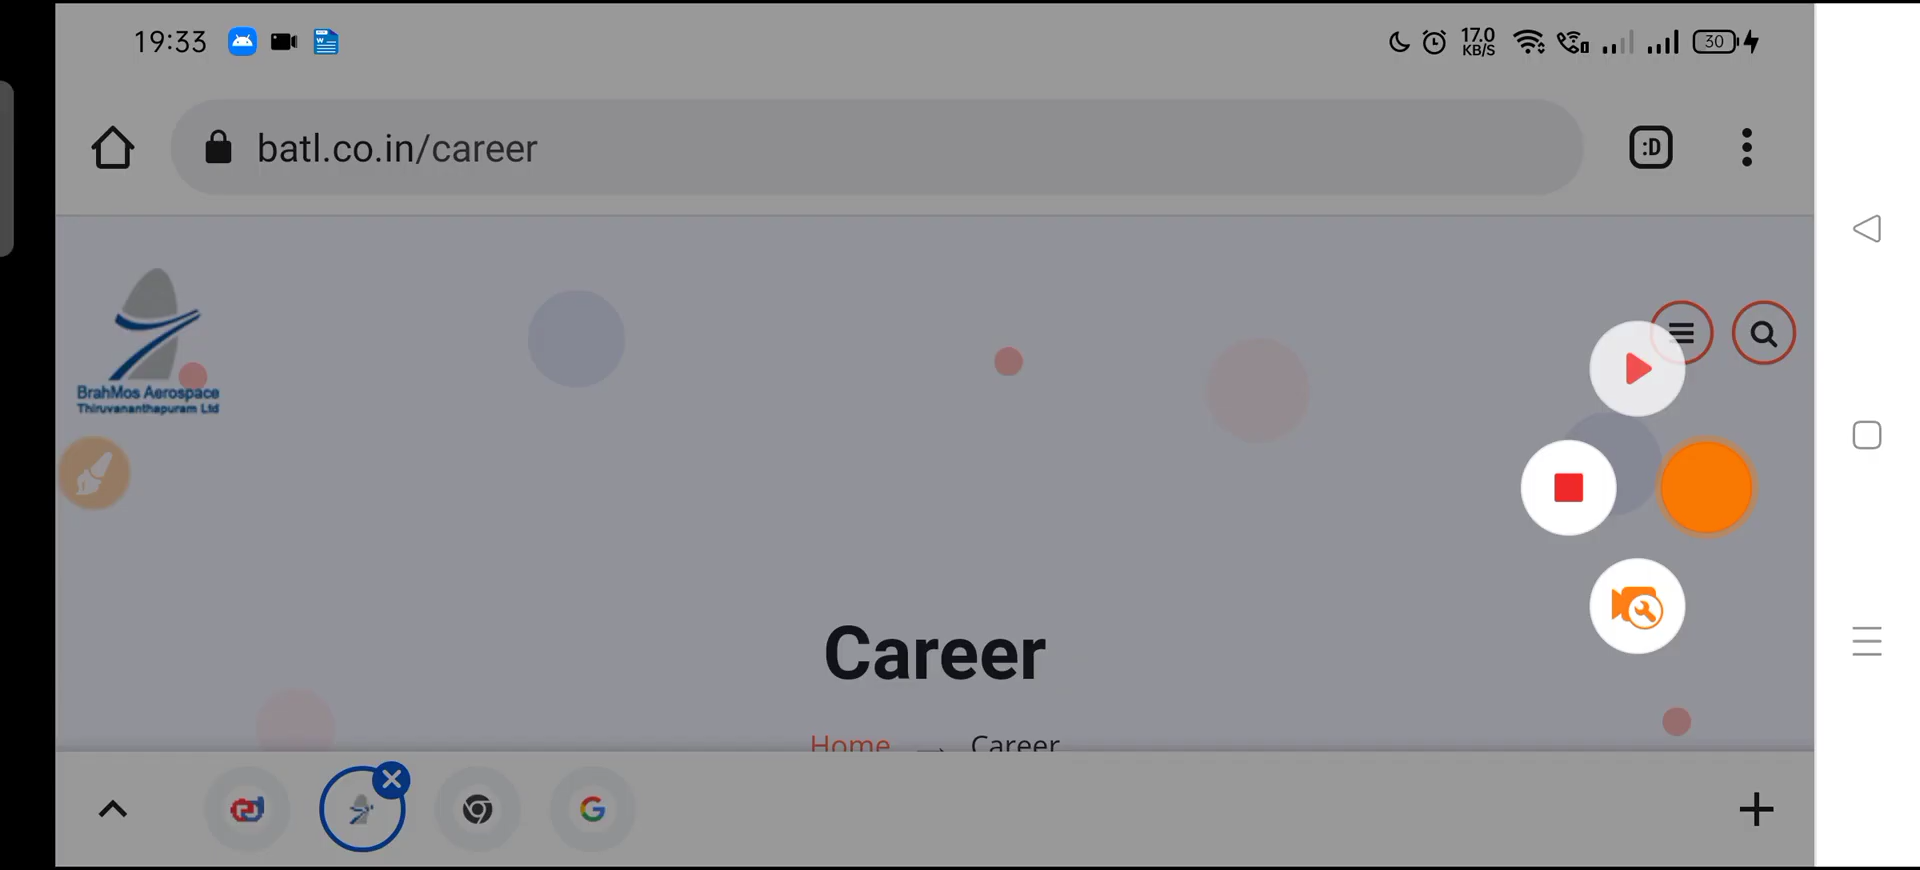 19:33
17.0
KB/S
30
batl.co.in/career
:D
BrahMos Aerospace
Thiruvananthapuram Ltd
Career
Home → Career